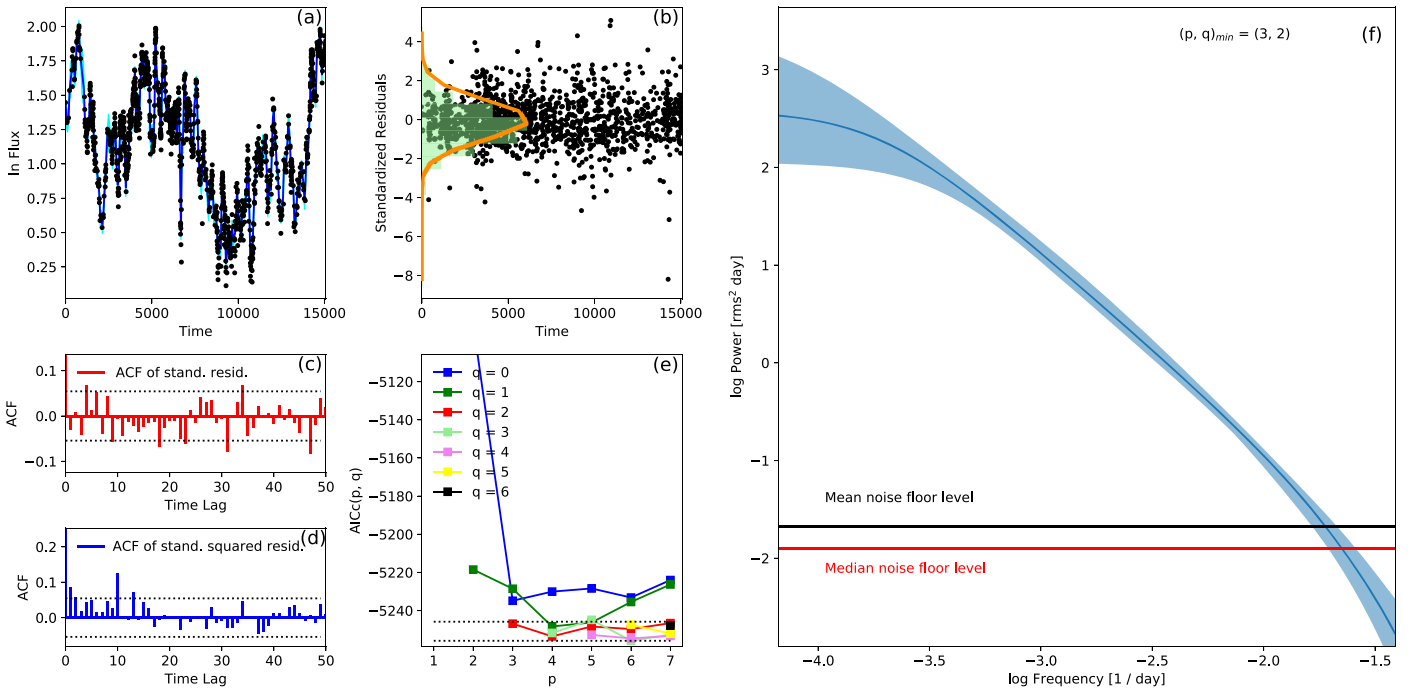 (a)
2.00
1.75
1.50
1.25
1.00
0.75
0.50
0.25
ln Flux
0
5000
10000
15000
Time
(b)
4
2
0
−2
−4
−6
−8
Standardized Residuals
0
5000
10000
15000
Time
(c)
ACF of stand. resid.
0.1
0.0
−0.1
ACF
0
10
20
30
40
50
Time Lag
(d)
ACF of stand. squared resid.
0.2
0.1
0.0
ACF
0
10
20
30
40
50
Time Lag
(e)
q = 0
q = 1
q = 2
q = 3
q = 4
q = 5
q = 6
−5120
−5140
−5160
−5180
−5200
−5220
−5240
AICc(p, q)
1
2
3
4
5
6
7
p
(f)
(p, q)min = (3, 2)
3
2
1
0
−1
−2
log Power [rms² day]
Mean noise floor level
Median noise floor level
−4.0
−3.5
−3.0
−2.5
−2.0
−1.5
log Frequency [1 / day]